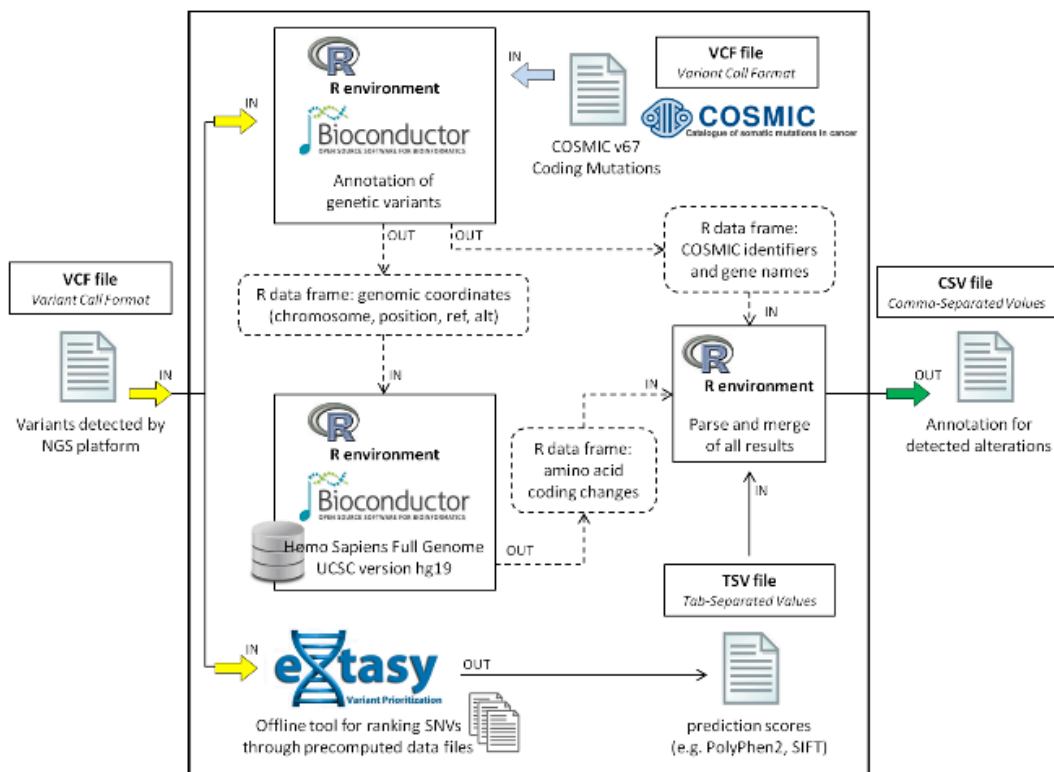 VCF file
Variant Call Format
IN
Variants detected by
NGS platform
IN
R
R environment
Bioconductor
OPEN SOURCE SOFTWARE FOR BIOINFORMATICS
Annotation of
genetic variants
IN
COSMIC v67
Coding Mutations
VCF file
Variant Call Format
COSMIC
Catalogue of somatic mutations in cancer
OUT
OUT
R data frame:
COSMIC identifiers
and gene names
IN
R data frame: genomic coordinates
(chromosome, position, ref, alt)
IN
R
R environment
Bioconductor
OPEN SOURCE SOFTWARE FOR BIOINFORMATICS
Homo Sapiens Full Genome
UCSC version hg19
OUT
R data frame:
amino acid
coding changes
IN
R
R environment
Parse and merge
of all results
IN
OUT
CSV file
Comma-Separated Values
Annotation for
detected alterations
IN
eXtasy
Variant Prioritization
Offline tool for ranking SNVs
through precomputed data files
OUT
TSV file
Tab-Separated Values
prediction scores
(e.g. PolyPhen2, SIFT)